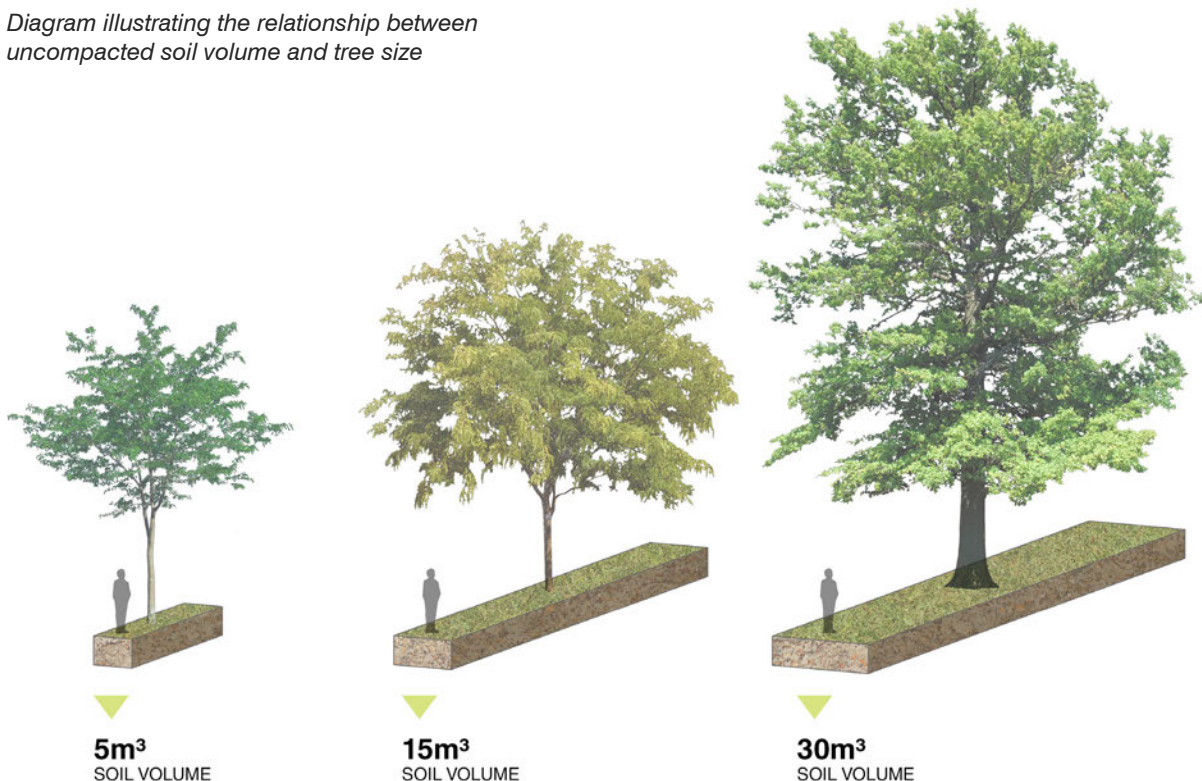 Diagram illustrating the relationship between
uncompacted soil volume and tree size
5m³
SOIL VOLUME
15m³
SOIL VOLUME
30m³
SOIL VOLUME